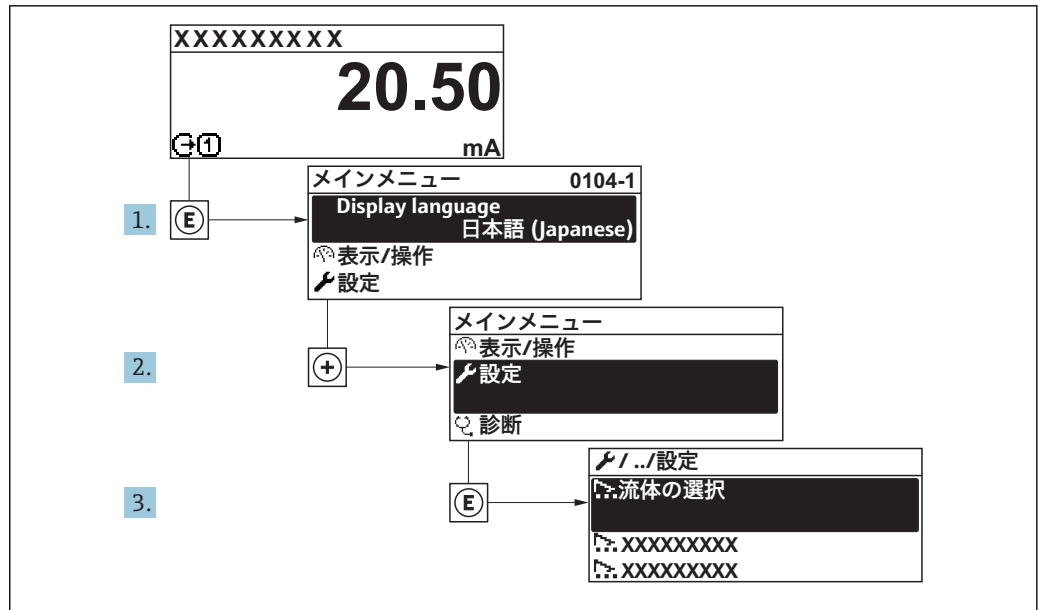 XXXXXXXXX
20.50
1 mA
1.
E
メインメニュー 0104-1
Display language
日本語 (Japanese)
表示/操作
設定
2.
+
メインメニュー
表示/操作
設定
診断
3.
E
/ ../設定
流体の選択
XXXXXXXXX
XXXXXXXXX